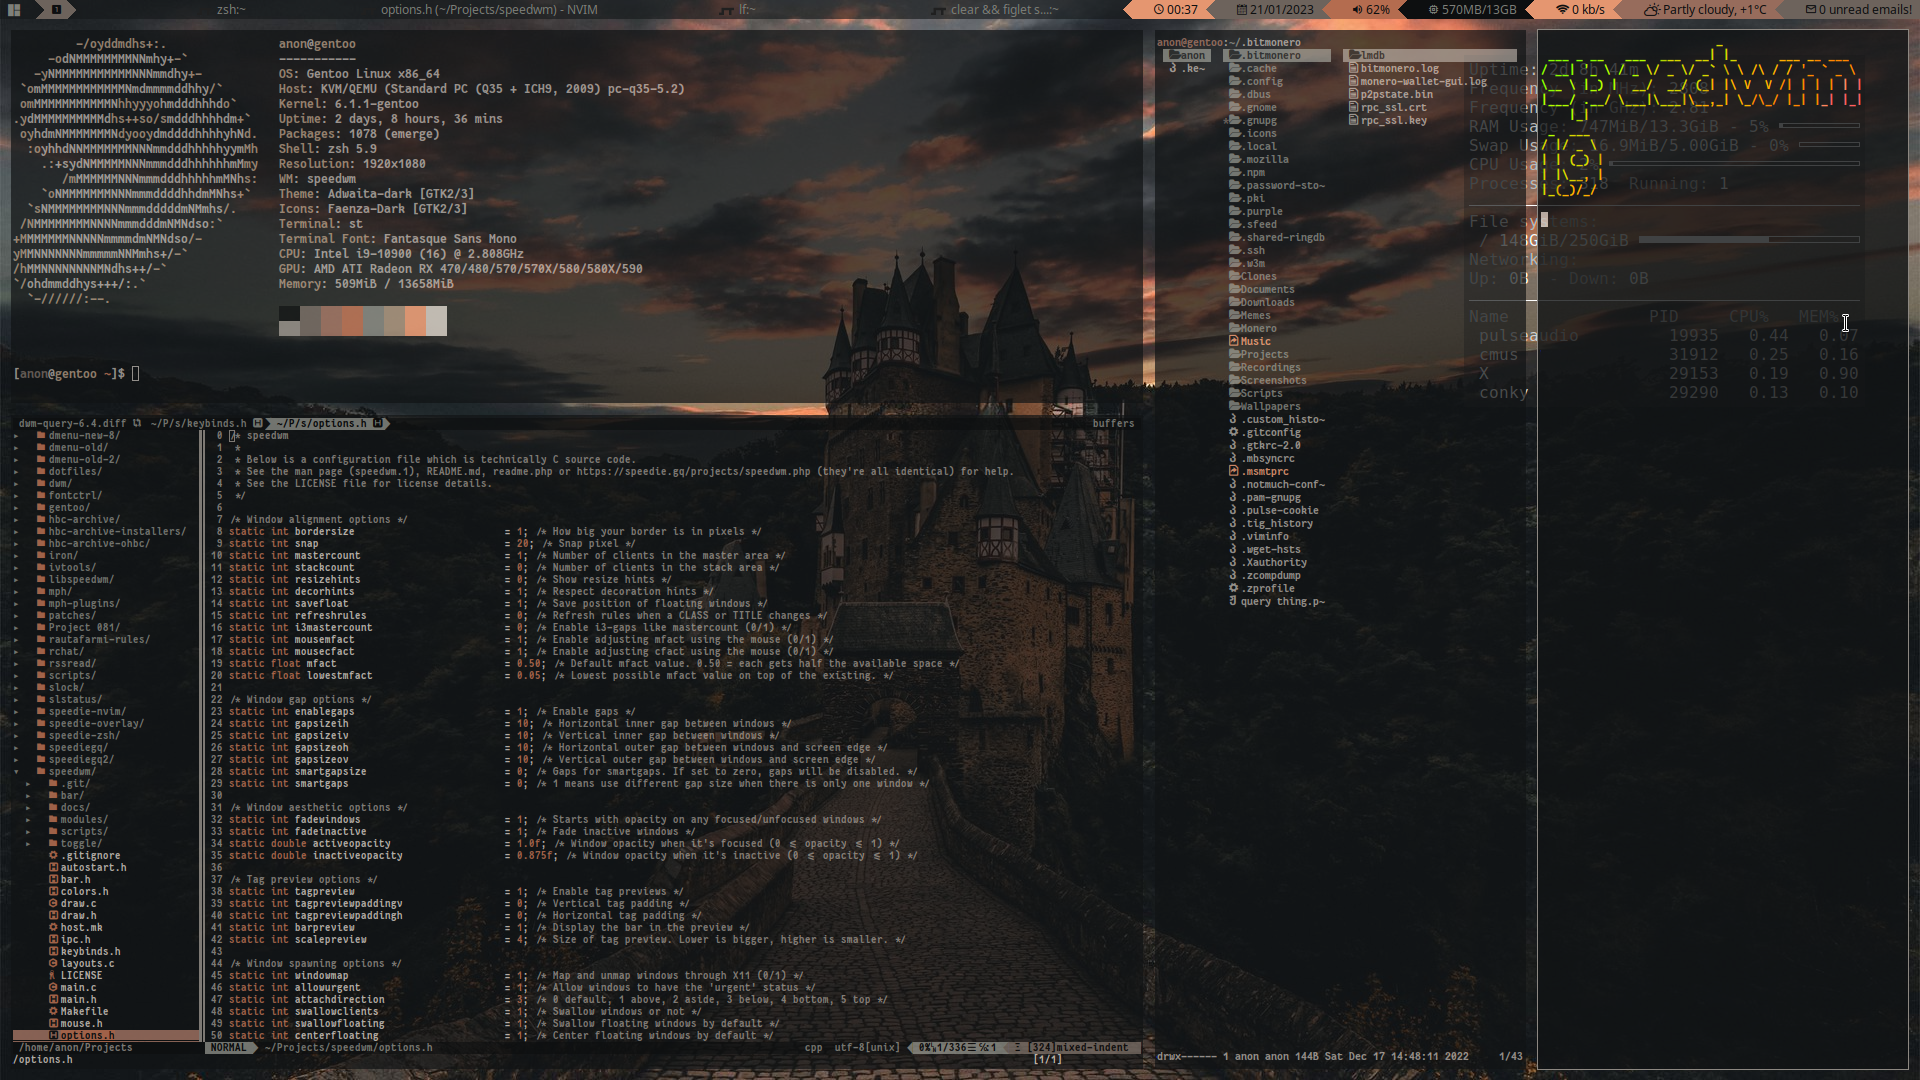 1 zsh:~ options.h (~/Projects/speedwm) - NVIM lf:~ clear && figlet s...:~ 00:37 21/01/2023 62% 570MB/13GB 0 kb/s Partly cloudy, +1°C 0 unread emails!
anon@gentoo
-----------
OS: Gentoo Linux x86_64
Host: KVM/QEMU (Standard PC (Q35 + ICH9, 2009) pc-q35-5.2)
Kernel: 6.1.1-gentoo
Uptime: 2 days, 8 hours, 36 mins
Packages: 1078 (emerge)
Shell: zsh 5.9
Resolution: 1920x1080
WM: speedwm
Theme: Adwaita-dark [GTK2/3]
Icons: Faenza-Dark [GTK2/3]
Terminal: st
Terminal Font: Fantasque Sans Mono
CPU: Intel i9-10900 (16) @ 2.808GHz
GPU: AMD ATI Radeon RX 470/480/570/570X/580/580X/590
Memory: 509MiB / 13658MiB
[anon@gentoo ~]$
dwm-query-6.4.diff ~/P/s/keybinds.h ~/P/s/options.h buffers
dmenu-new-8/
dmenu-old/
dmenu-old-2/
dotfiles/
dwm/
fontctrl/
gentoo/
hbc-archive/
hbc-archive-installers/
hbc-archive-ohbc/
iron/
ivtools/
libspeedwm/
mph/
mph-plugins/
patches/
Project 081/
rautafarmi-rules/
rchat/
rssread/
scripts/
slock/
slstatus/
speedie-nvim/
speedie-overlay/
speedie-zsh/
speediegq/
speediegq2/
speedwm/
.git/
bar/
docs/
modules/
scripts/
toggle/
.gitignore
autostart.h
bar.h
colors.h
draw.c
draw.h
host.mk
ipc.h
keybinds.h
layouts.c
LICENSE
main.c
main.h
Makefile
mouse.h
options.h
/home/anon/Projects
/options.h
0 /* speedwm
1 *
2 * Below is a configuration file which is technically C source code.
3 * See the man page (speedwm.1), README.md, readme.php or https://speedie.gq/projects/speedwm.php (they're all identical) for help.
4 * See the LICENSE file for license details.
5 */
6
7 /* Window alignment options */
8 static int bordersize = 1; /* How big your border is in pixels */
9 static int snap = 20; /* Snap pixel */
10 static int mastercount = 1; /* Number of clients in the master area */
11 static int stackcount = 0; /* Number of clients in the stack area */
12 static int resizehints = 0; /* Show resize hints */
13 static int decorhints = 1; /* Respect decoration hints */
14 static int savefloat = 1; /* Save position of floating windows */
15 static int refreshrules = 0; /* Refresh rules when a CLASS or TITLE changes */
16 static int i3mastercount = 0; /* Enable i3-gaps like mastercount (0/1) */
17 static int mousemfact = 1; /* Enable adjusting mfact using the mouse (0/1) */
18 static int mousecfact = 1; /* Enable adjusting cfact using the mouse (0/1) */
19 static float mfact = 0.50; /* Default mfact value. 0.50 = each gets half the available space */
20 static float lowestmfact = 0.05; /* Lowest possible mfact value on top of the existing. */
21
22 /* Window gap options */
23 static int enablegaps = 1; /* Enable gaps */
24 static int gapsizeih = 10; /* Horizontal inner gap between windows */
25 static int gapsizeiv = 10; /* Vertical inner gap between windows */
26 static int gapsizeoh = 10; /* Horizontal outer gap between windows and screen edge */
27 static int gapsizeov = 10; /* Vertical outer gap between windows and screen edge */
28 static int smartgapsize = 0; /* Gaps for smartgaps. If set to zero, gaps will be disabled. */
29 static int smartgaps = 0; /* 1 means use different gap size when there is only one window */
30
31 /* Window aesthetic options */
32 static int fadewindows = 1; /* Starts with opacity on any focused/unfocused windows */
33 static int fadeinactive = 1; /* Fade inactive windows */
34 static double activeopacity = 1.0f; /* Window opacity when it's focused (0 ≤ opacity ≤ 1) */
35 static double inactiveopacity = 0.875f; /* Window opacity when it's inactive (0 ≤ opacity ≤ 1) */
36
37 /* Tag preview options */
38 static int tagpreview = 1; /* Enable tag previews */
39 static int tagpreviewpaddingv = 0; /* Vertical tag padding */
40 static int tagpreviewpaddingh = 0; /* Horizontal tag padding */
41 static int barpreview = 1; /* Display the bar in the preview */
42 static int scalepreview = 4; /* Size of tag preview. Lower is bigger, higher is smaller. */
43
44 /* Window spawning options */
45 static int windowmap = 1; /* Map and unmap windows through X11 (0/1) */
46 static int allowurgent = 1; /* Allow windows to have the 'urgent' status */
47 static int attachdirection = 3; /* 0 default, 1 above, 2 aside, 3 below, 4 bottom, 5 top */
48 static int swallowclients = 1; /* Swallow windows or not */
49 static int swallowfloating = 1; /* Swallow floating windows by default */
50 static int centerfloating = 1; /* Center floating windows by default */
NORMAL ~/Projects/speedwm/options.h cpp utf-8[unix] 0% 1/336 1 [324]mixed-indent
[1/1]
anon@gentoo:~/.bitmonero
anon
.ke~
.bitmonero
.cache
.config
.dbus
.gnome
.gnupg
.icons
.local
.mozilla
.npm
.password-sto~
.pki
.purple
.sfeed
.shared-ringdb
.ssh
.w3m
Clones
Documents
Downloads
Memes
Monero
Music
Projects
Recordings
Screenshots
Scripts
Wallpapers
.custom_histo~
.gitconfig
.gtkrc-2.0
.mbsyncrc
.msmtprc
.notmuch-conf~
.pam-gnupg
.pulse-cookie
.tig_history
.viminfo
.wget-hsts
.Xauthority
.zcompdump
.zprofile
query thing.p~
lmdb
bitmonero.log
monero-wallet-gui.log
p2pstate.bin
rpc_ssl.crt
rpc_ssl.key
drwx------ 1 anon anon 144B Sat Dec 17 14:48:11 2022 1/43
speedwm
:)
Uptime:
RAM Usage: 747MiB/13.3GiB - 5%
Swap 6.9MiB/5.00GiB - 0%
CPU
Running: 1
File systems:
/ 148GiB/250GiB
Networking:
Up: 0B - Down: 0B
Name PID CPU% MEM%
pulseaudio 19935 0.44 0.07
cmus 31912 0.25 0.16
X 29153 0.19 0.90
conky 29290 0.13 0.10